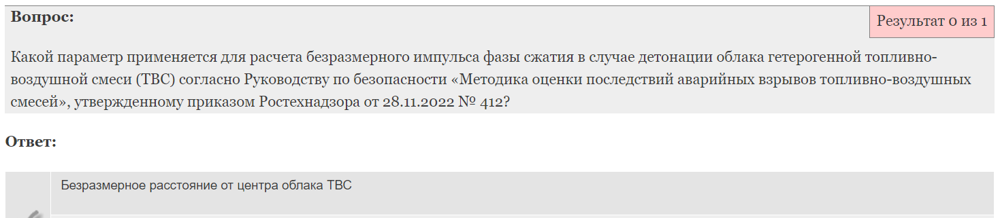 Вопрос:
Результат 0 из 1
Какой параметр применяется для расчета безразмерного импульса фазы сжатия в случае детонации облака гетерогенной топливно-
воздушной смеси (ТВС) согласно Руководству по безопасности «Методика оценки последствий аварийных взрывов топливно-воздушных
смесей», утвержденному приказом Ростехнадзора от 28.11.2022 № 412?
Ответ:
Безразмерное расстояние от центра облака ТВС